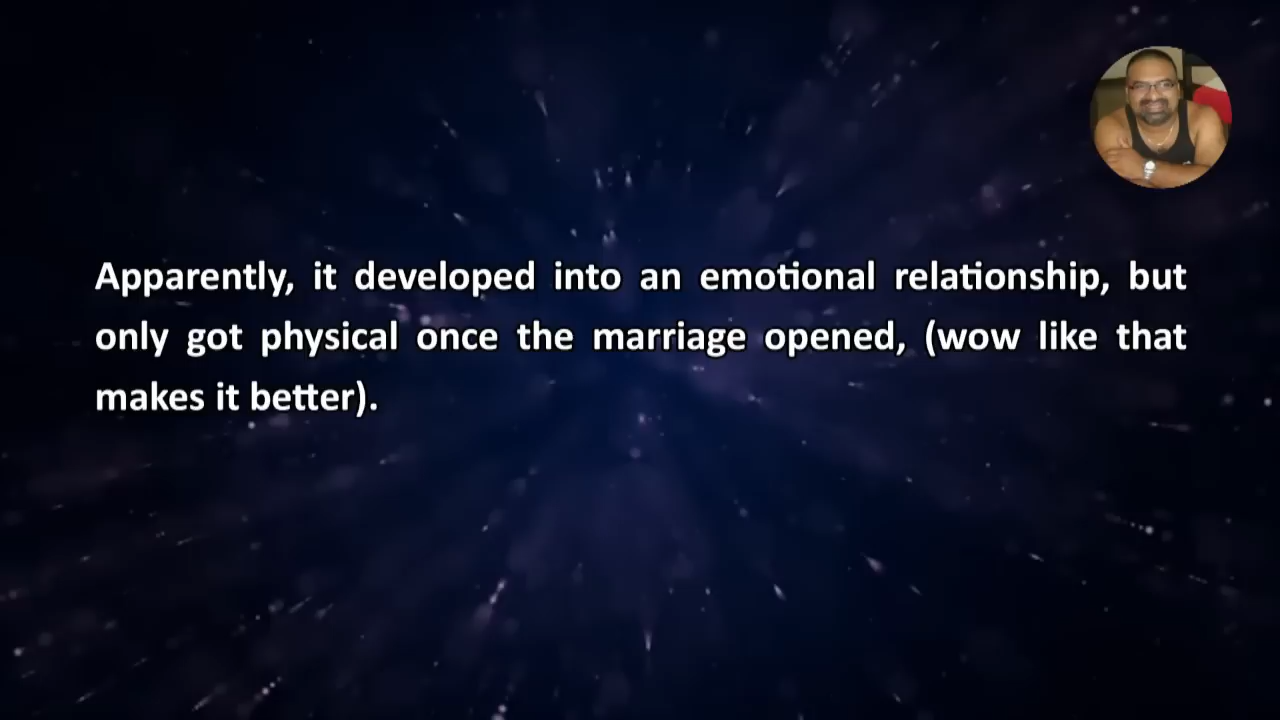 Apparently, it developed into an emotional relationship, but
only got physical once the marriage opened, (wow like that
makes it better).